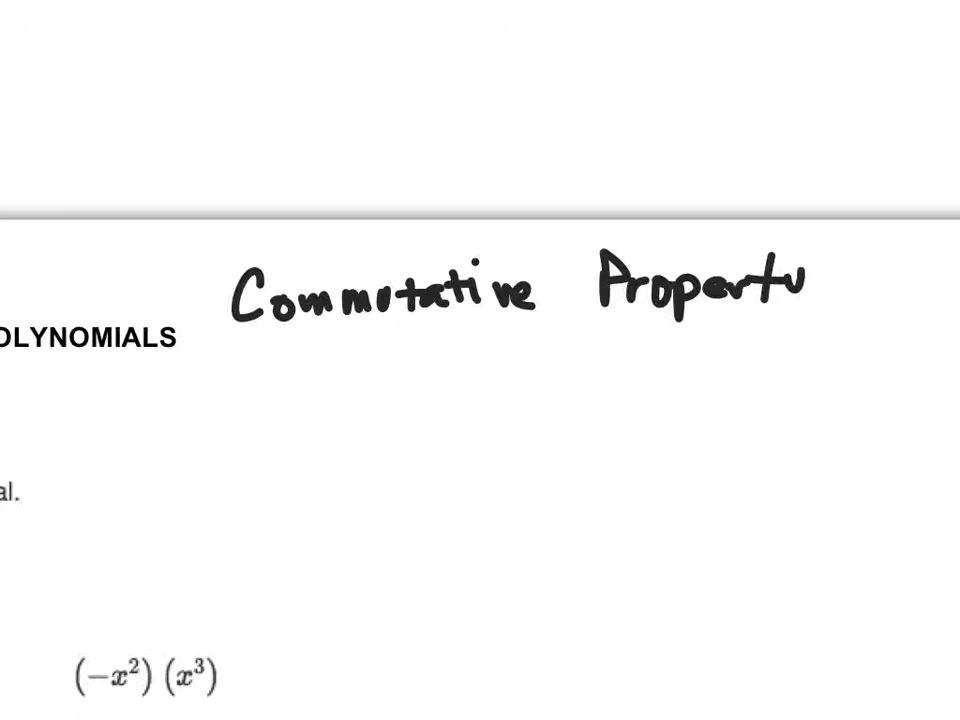 Commutative Property
OLYNOMIALS
al.
(−x²) (x³)